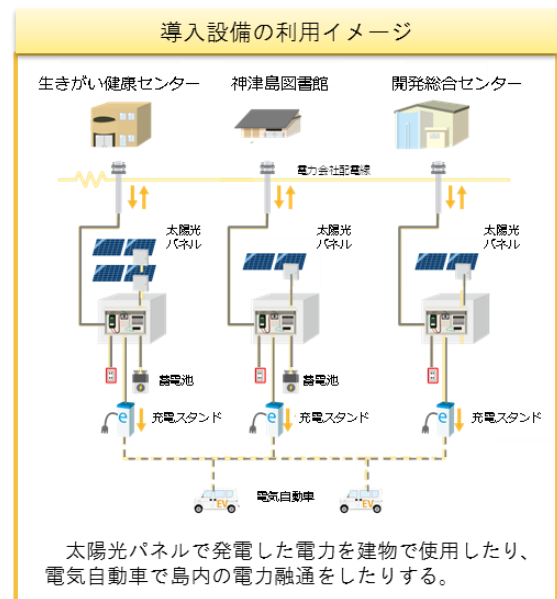 導入設備の利用イメージ
生きがい健康センター 神津島図書館 開発総合センター
電力会社配電線
太陽光
パネル
太陽光
パネル
太陽光
パネル
蓄電池
蓄電池
e 充電スタンド
e 充電スタンド
e 充電スタンド
EV
電気自動車
EV
太陽光パネルで発電した電力を建物で使用したり、
電気自動車で島内の電力融通をしたりする。